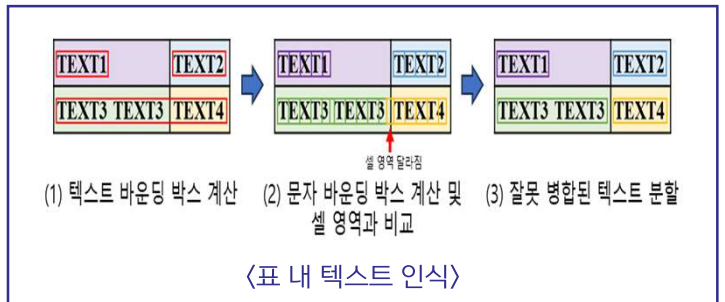 TEXT1 TEXT2 TEXT1 TEXT2 TEXT1 TEXT2
TEXT3 TEXT3 TEXT4 TEXT3 TEXT3 TEXT4 TEXT3 TEXT3 TEXT4
셀 영역 달라짐
(1) 텍스트 바운딩 박스 계산 (2) 문자 바운딩 박스 계산 및 (3) 잘못 병합된 텍스트 분할
셀 영역과 비교
<표 내 텍스트 인식>